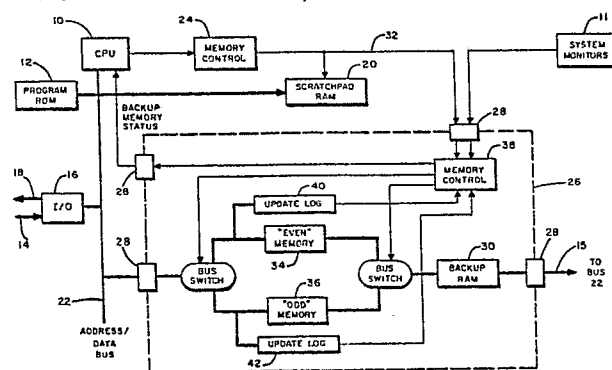 10
CPU
24
MEMORY
CONTROL
32
11
SYSTEM
MONITORS
12
PROGRAM
ROM
20
SCRATCHPAD
RAM
BACKUP
MEMORY
STATUS
28
28
38
MEMORY
CONTROL
26
18
16
I/O
14
40
UPDATE LOG
"EVEN"
MEMORY
34
28
BUS
SWITCH
BUS
SWITCH
30
BACKUP
RAM
28
15
TO
BUS
22
36
"ODD"
MEMORY
22
ADDRESS/
DATA
BUS
UPDATE LOG
42